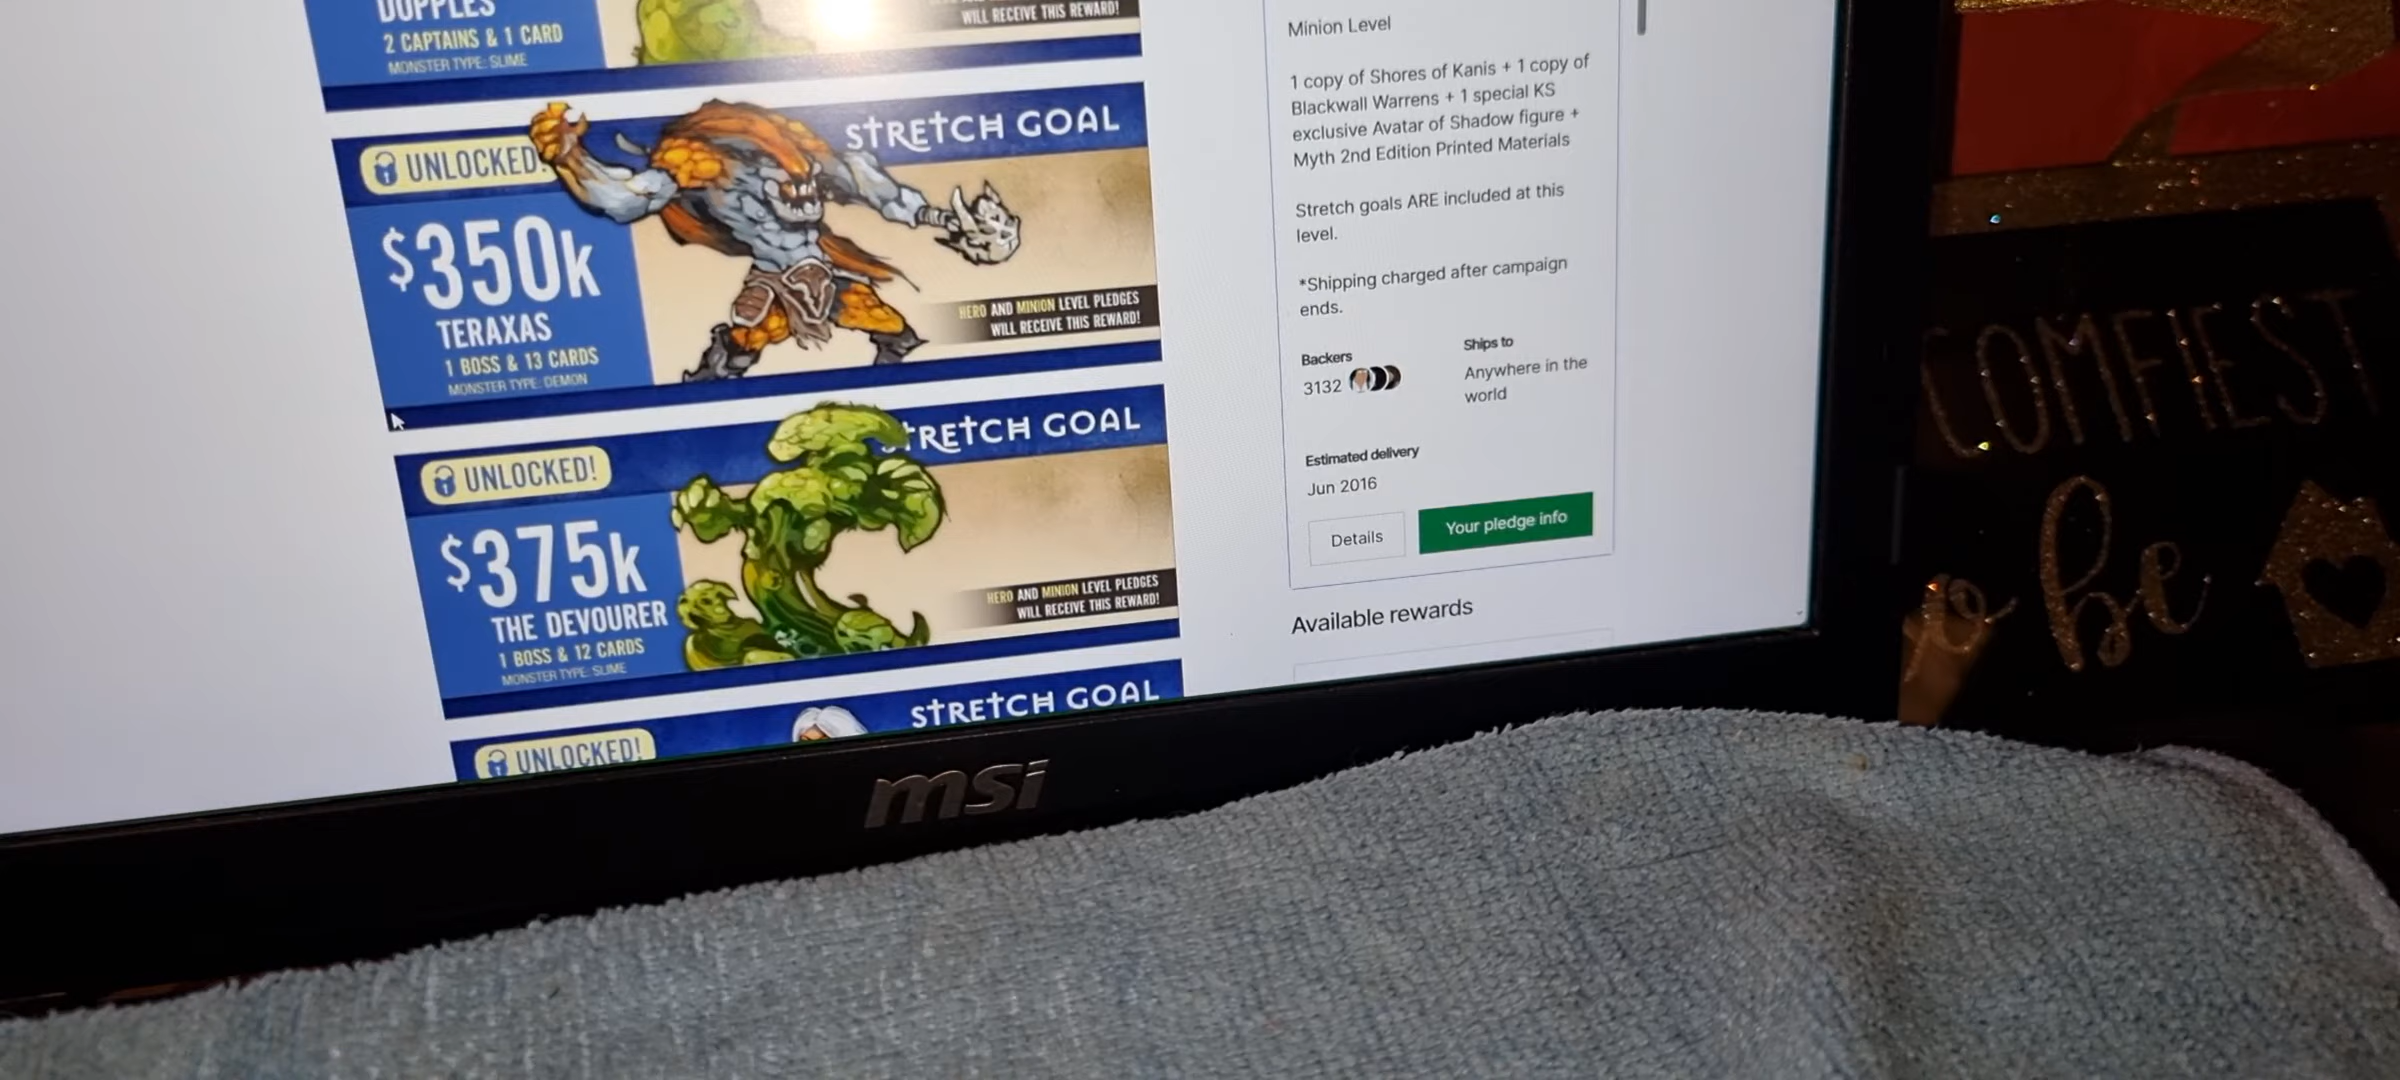 DOPPLES
2 CAPTAINS & 1 CARD
MONSTER TYPE: SLIME
WILL RECEIVE THIS REWARD!
STRETCH GOAL
UNLOCKED!
$350k
TERAXAS
1 BOSS & 13 CARDS
MONSTER TYPE: DEMON
HERO AND MINION LEVEL PLEDGES
WILL RECEIVE THIS REWARD!
STRETCH GOAL
UNLOCKED!
$375k
THE DEVOURER
1 BOSS & 12 CARDS
MONSTER TYPE: SLIME
HERO AND MINION LEVEL PLEDGES
WILL RECEIVE THIS REWARD!
STRETCH GOAL
UNLOCKED!
Minion Level
1 copy of Shores of Kanis + 1 copy of
Blackwall Warrens + 1 special KS
exclusive Avatar of Shadow figure +
Myth 2nd Edition Printed Materials
Stretch goals ARE included at this
level.
*Shipping charged after campaign
ends.
Backers
3132
Ships to
Anywhere in the
world
Estimated delivery
Jun 2016
Details
Your pledge info
Available rewards
msi
COMFIEST
to be